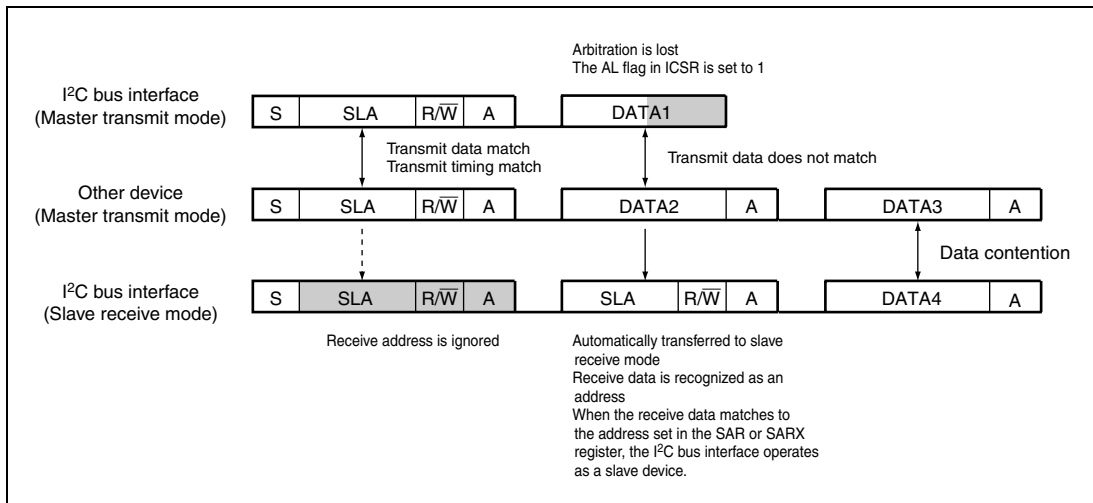 Arbitration is lost
The AL flag in ICSR is set to 1
I²C bus interface
(Master transmit mode)
S SLA R/W̅ A DATA1
Transmit data match
Transmit timing match
Transmit data does not match
Other device
(Master transmit mode)
S SLA R/W̅ A DATA2 A DATA3 A
Data contention
I²C bus interface
(Slave receive mode)
S SLA R/W̅ A SLA R/W̅ A DATA4 A
Receive address is ignored
Automatically transferred to slave
receive mode
Receive data is recognized as an
address
When the receive data matches to
the address set in the SAR or SARX
register, the I²C bus interface operates
as a slave device.